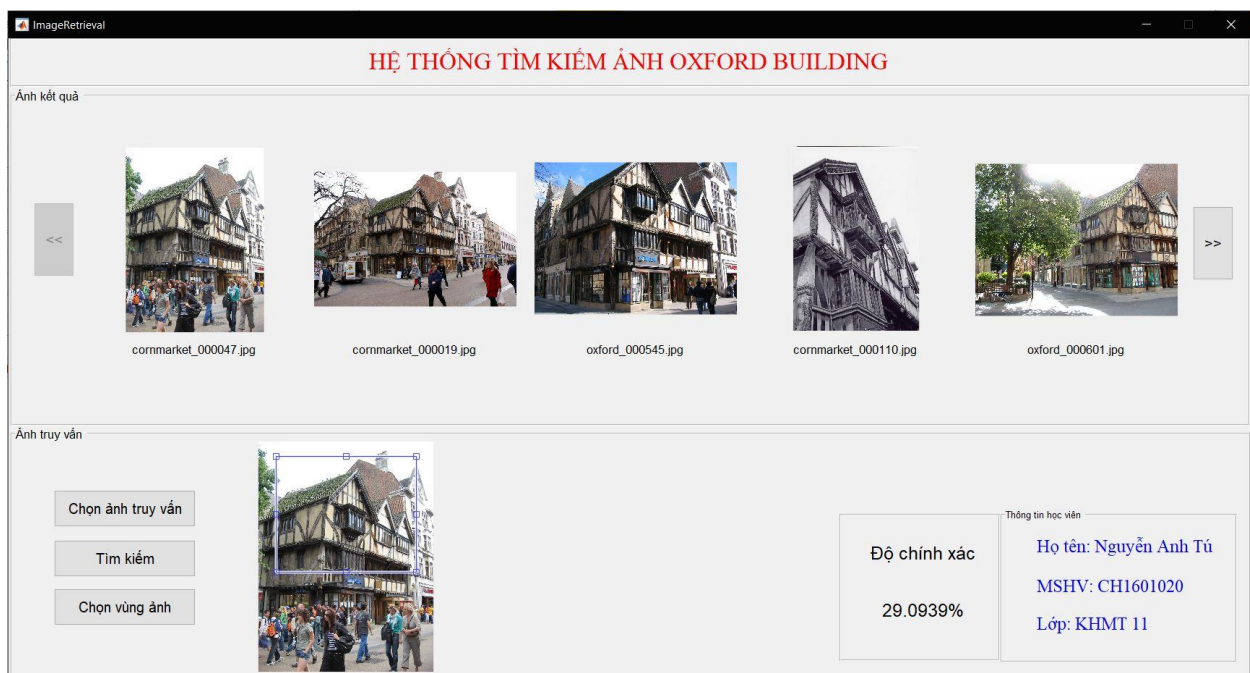 ImageRetrieval
HỆ THỐNG TÌM KIẾM ẢNH OXFORD BUILDING
Ảnh kết quả
<<
>>
cornmarket_000047.jpg
cornmarket_000019.jpg
oxford_000545.jpg
cornmarket_000110.jpg
oxford_000601.jpg
Ảnh truy vấn
Chọn ảnh truy vấn
Tìm kiếm
Chọn vùng ảnh
Độ chính xác
29.0939%
Thông tin học viên
Họ tên: Nguyễn Anh Tú
MSHV: CH1601020
Lớp: KHMT 11